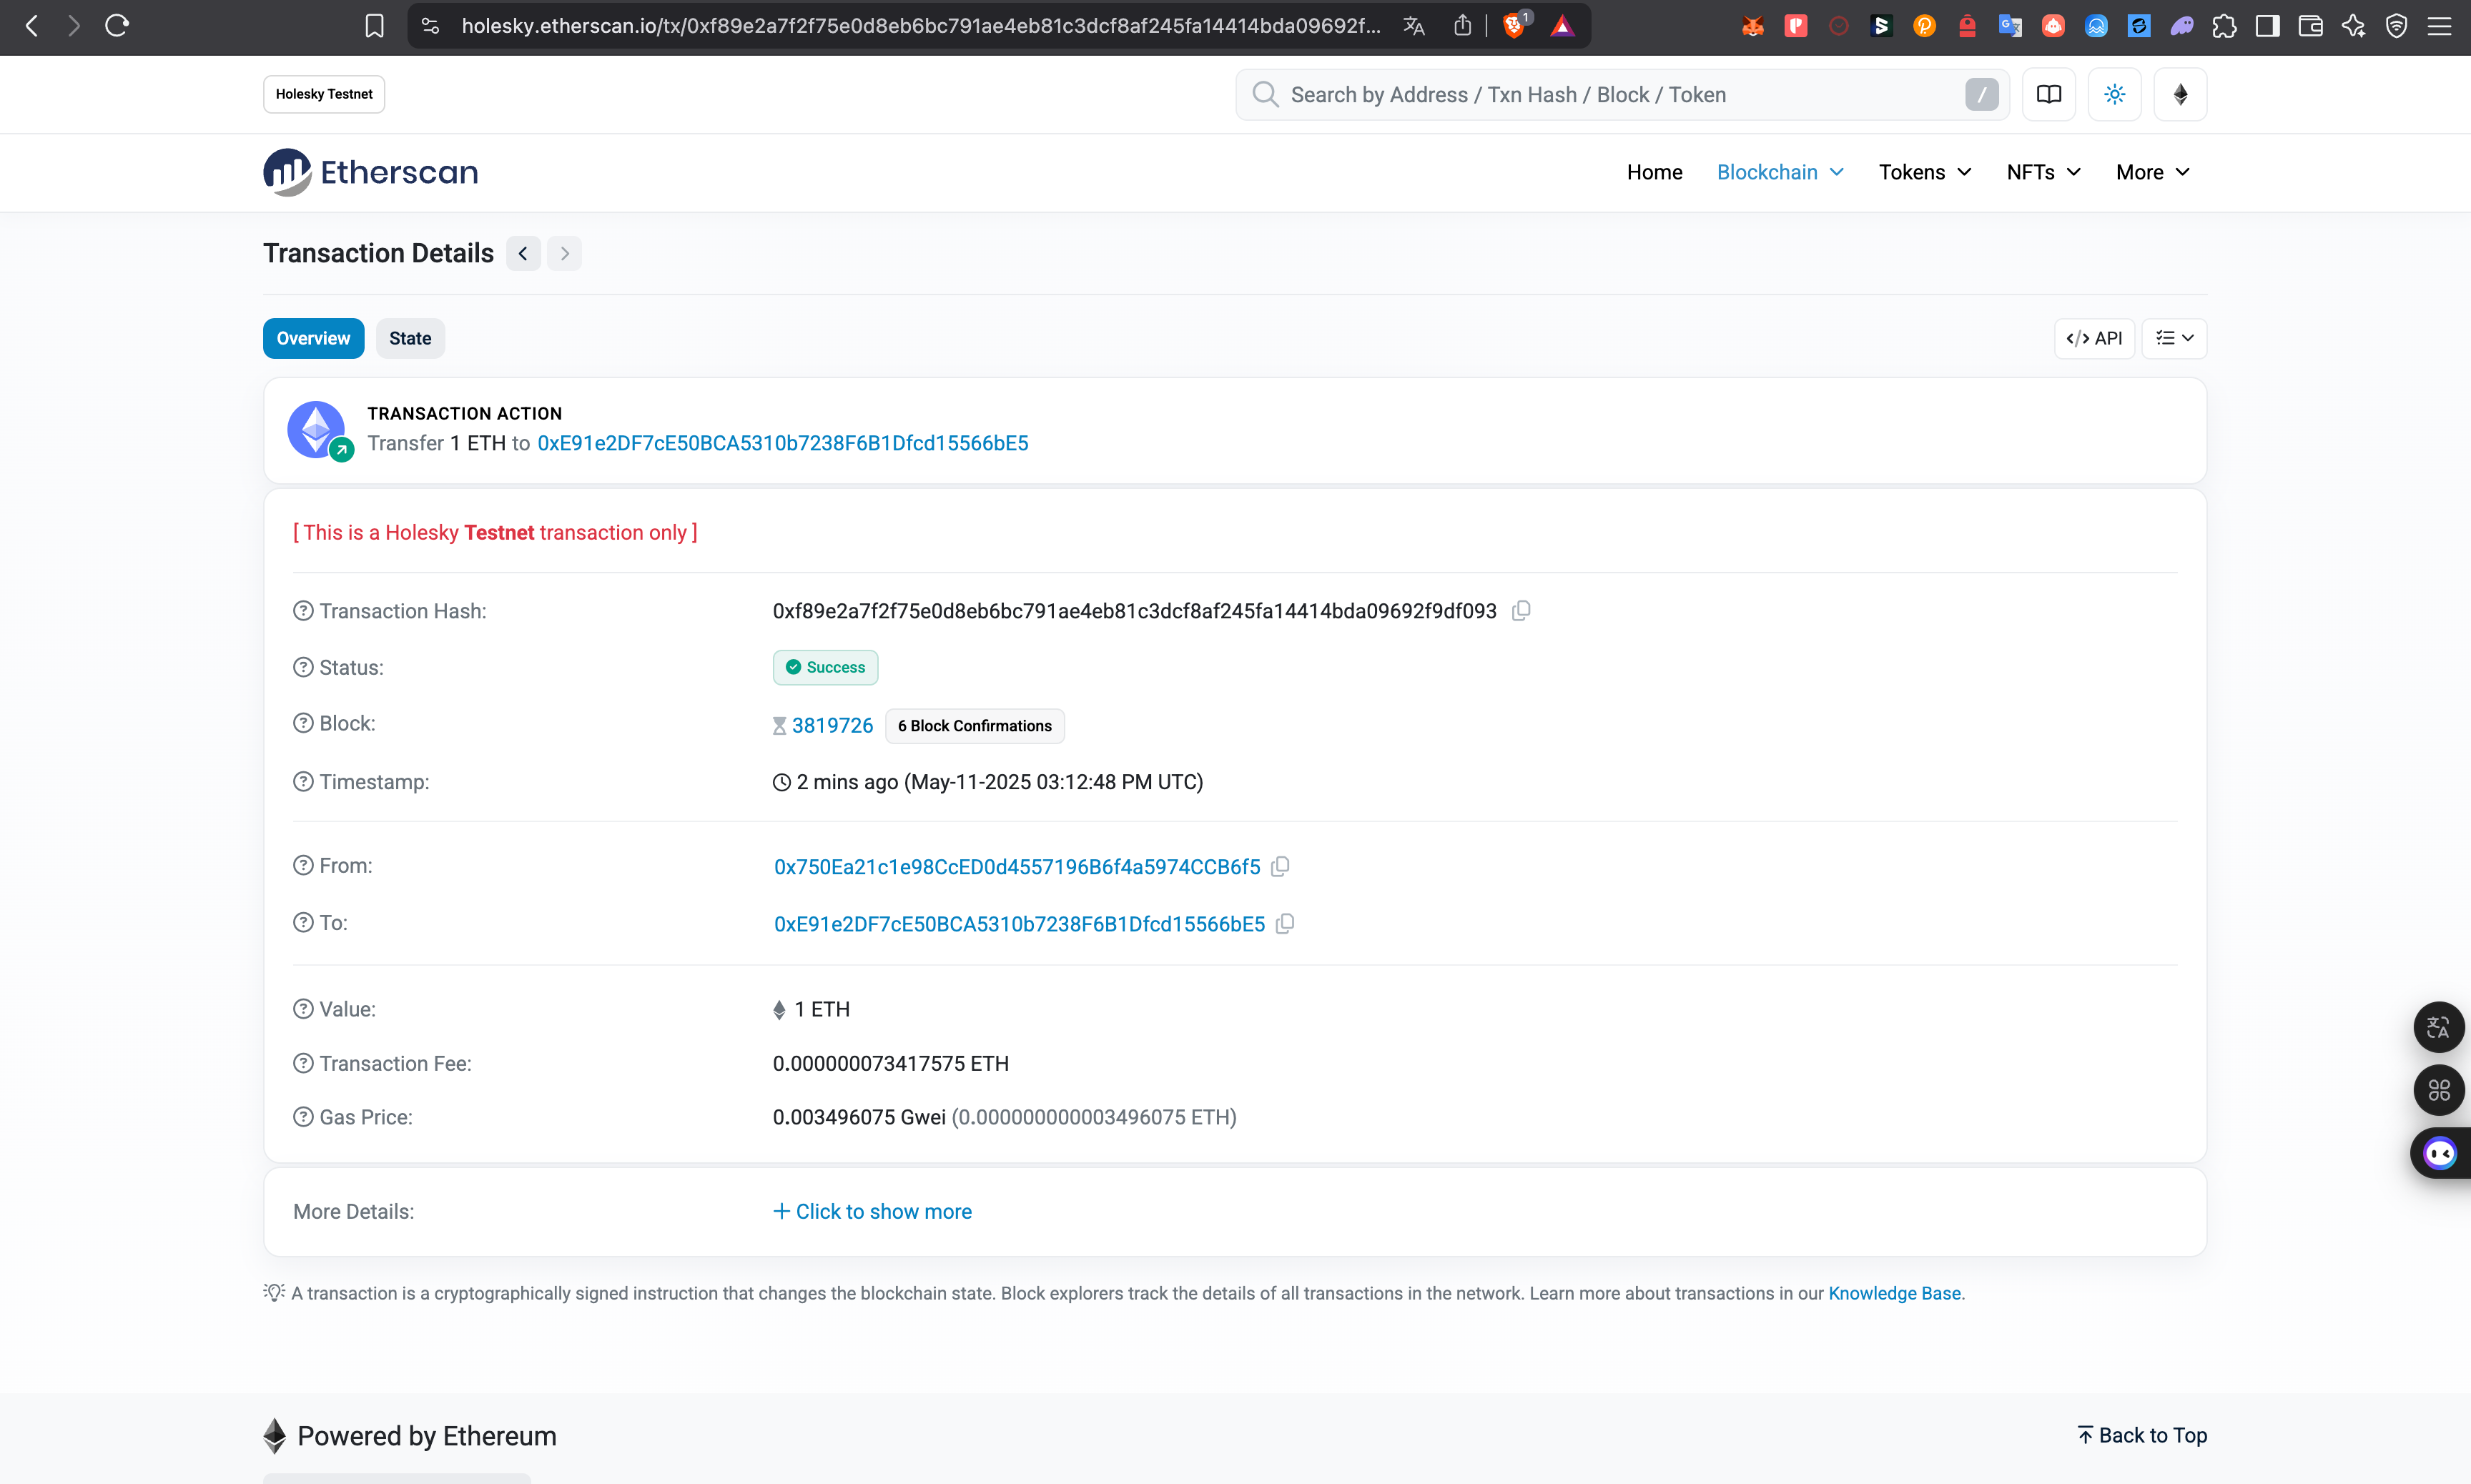 holesky.etherscan.io/tx/0xf89e2a7f2f75e0d8eb6bc791ae4eb81c3dcf8af245fa14414bda09692f...
1
Holesky Testnet
Search by Address / Txn Hash / Block / Token
/
Etherscan
Home Blockchain Tokens NFTs More
Transaction Details
Overview State
</> API
TRANSACTION ACTION
Transfer 1 ETH to 0xE91e2DF7cE50BCA5310b7238F6B1Dfcd15566bE5
[ This is a Holesky Testnet transaction only ]
Transaction Hash: 0xf89e2a7f2f75e0d8eb6bc791ae4eb81c3dcf8af245fa14414bda09692f9df093
Status: Success
Block: 3819726 6 Block Confirmations
Timestamp: 2 mins ago (May-11-2025 03:12:48 PM UTC)
From: 0x750Ea21c1e98CcED0d4557196B6f4a5974CCB6f5
To: 0xE91e2DF7cE50BCA5310b7238F6B1Dfcd15566bE5
Value: 1 ETH
Transaction Fee: 0.000000073417575 ETH
Gas Price: 0.003496075 Gwei (0.000000000003496075 ETH)
More Details: + Click to show more
A transaction is a cryptographically signed instruction that changes the blockchain state. Block explorers track the details of all transactions in the network. Learn more about transactions in our Knowledge Base.
Powered by Ethereum
Back to Top